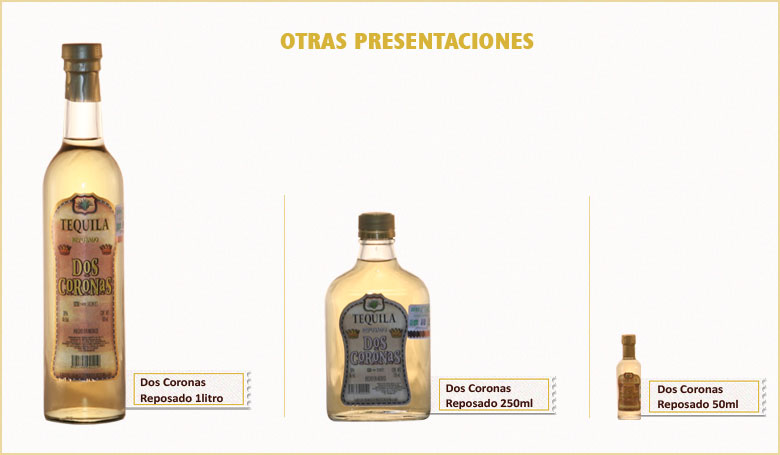 OTRAS PRESENTACIONES
TEQUILA
REPOSADO
DOS
CORONAS
Dos Coronas
Reposado 1litro
TEQUILA
REPOSADO
DOS
CORONAS
Dos Coronas
Reposado 250ml
Dos Coronas
Reposado 50ml